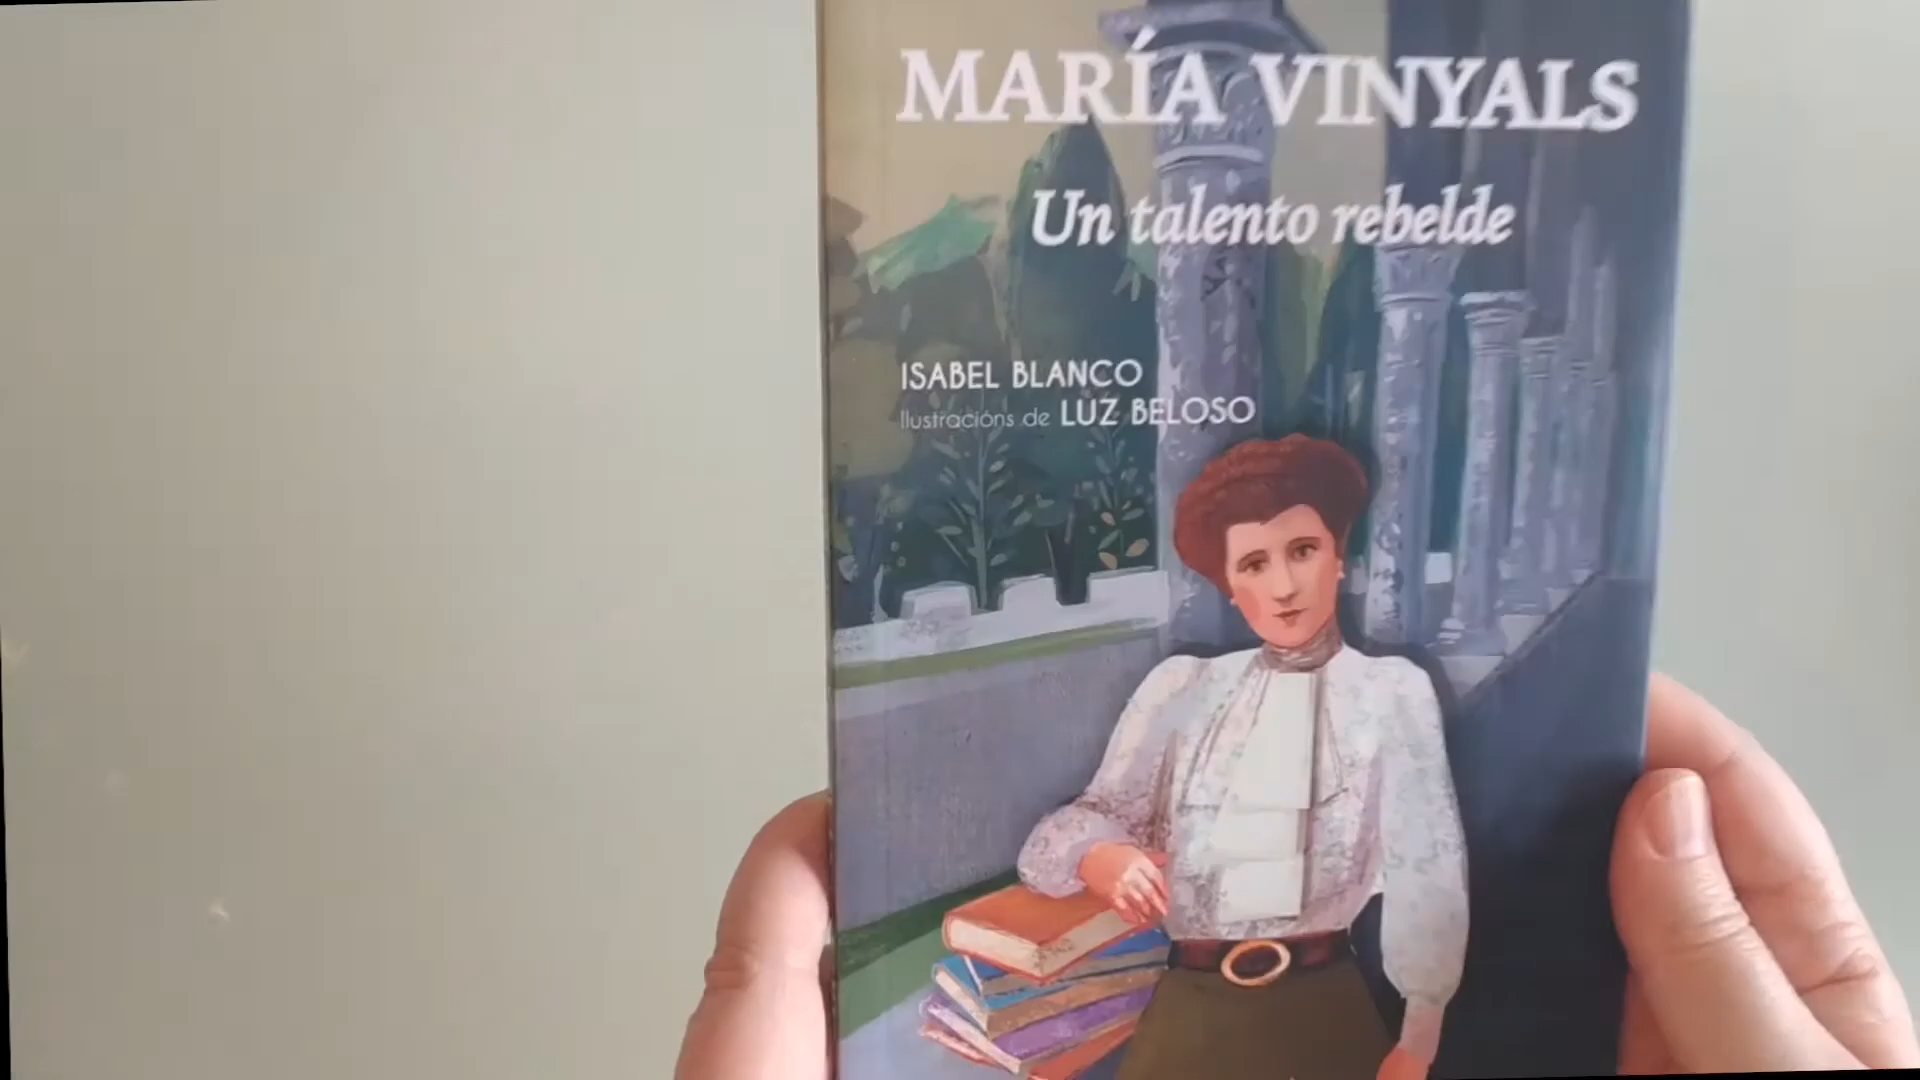 MARÍA VINYALS
Un talento rebelde
ISABEL BLANCO
Ilustracións de LUZ BELOSO